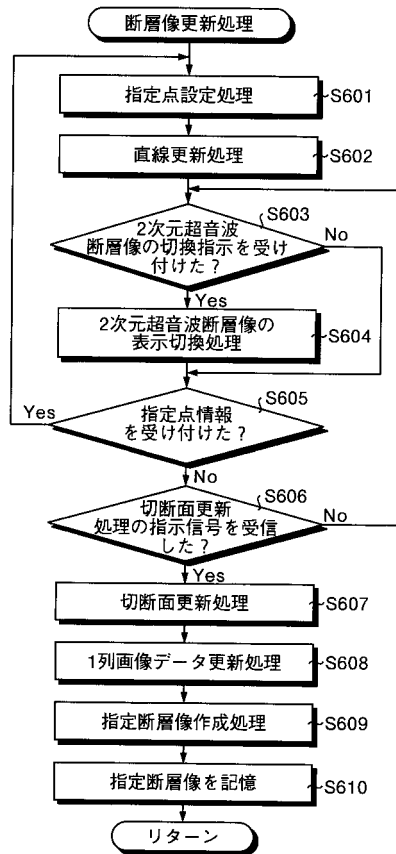 断層像更新処理
指定点設定処理
S601
直線更新処理
S602
S603
2次元超音波
断層像の切換指示を受け
付けた？
No
Yes
2次元超音波断層像の
表示切換処理
S604
S605
Yes
指定点情報
を受け付けた？
No
S606
切断面更新
処理の指示信号を受信
した？
No
Yes
切断面更新処理
S607
1列画像データ更新処理
S608
指定断層像作成処理
S609
指定断層像を記憶
S610
リターン